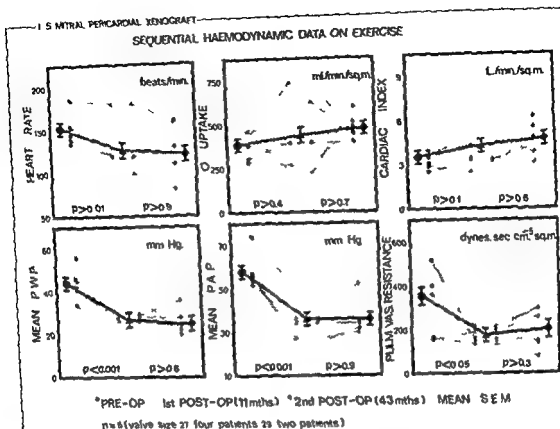 I S MITRAL PERICARDIAL XENOGRAFT
SEQUENTIAL HAEMODYNAMIC DATA ON EXERCISE
HEART RATE
beats/min.
200
150
100
50
p>0.01 p>0.9
O UPTAKE
ml/min/sq.m.
750
500
250
0
p>0.4 p>0.7
CARDIAC INDEX
L/min/sq.m.
9
6
3
0
p>0.1 p>0.6
MEAN P.W.P.
mm Hg.
60
40
20
0
p<0.001 p>0.6
MEAN P A P
mm Hg
70
50
30
10
p<0.001 p>0.9
PULM.VAS.RESISTANCE
dynes.sec cm.⁻⁵ sq.m.
600
400
200
0
p<0.05 p>0.3
*PRE-OP 1st POST-OP (11mths) *2nd POST-OP (43mths) MEAN SEM
n=6 (valve size 27 four patients 29 two patients)